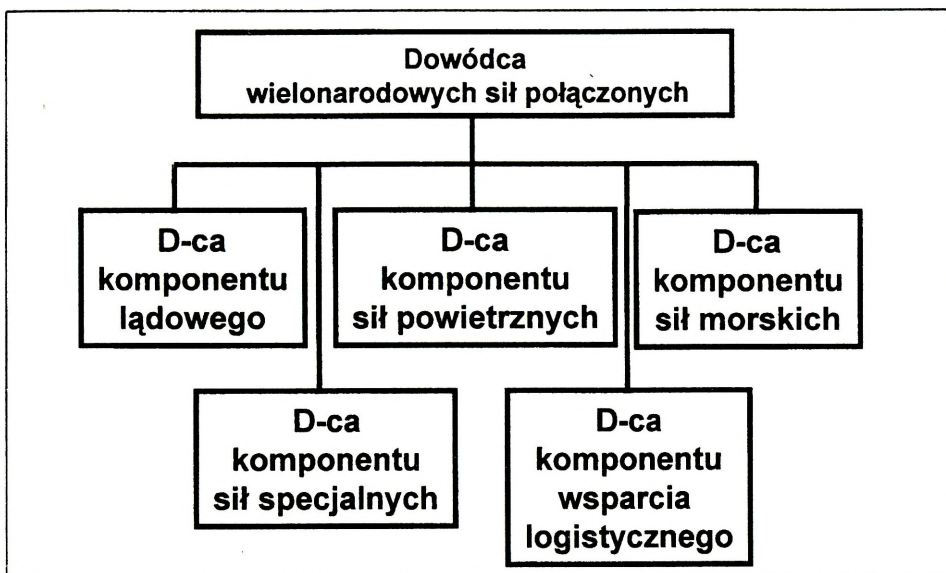 Dowódca
wielonarodowych sił połączonych
D-ca
komponentu
lądowego
D-ca
komponentu
sił powietrznych
D-ca
komponentu
sił morskich
D-ca
komponentu
sił specjalnych
D-ca
komponentu
wsparcia
logistycznego